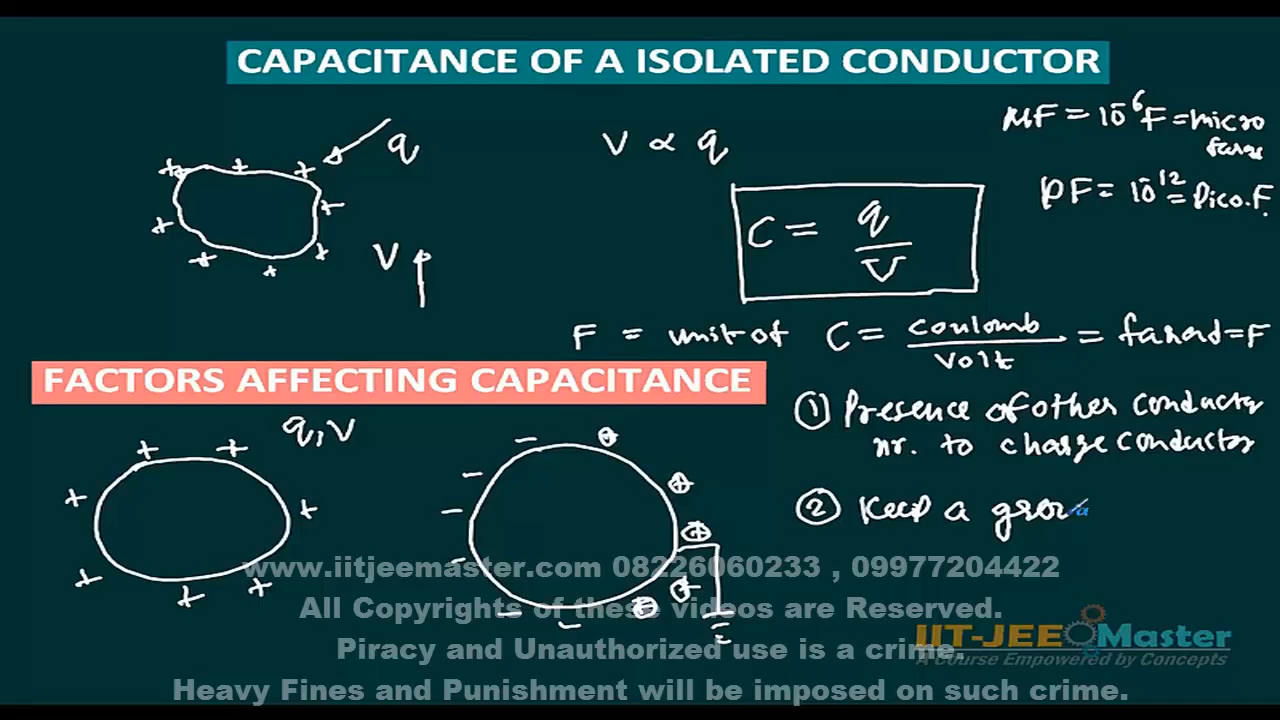 CAPACITANCE OF A ISOLATED CONDUCTOR
q
V ∝ q
μF = 10⁻⁶F = micro
C = q/V
PF = 10⁻¹² = Pico.F.
V
F = unit of C = coulomb/volt = farad = F
FACTORS AFFECTING CAPACITANCE
① Presence of other conductor
nr. to charge conductor
q, V
② Keep a
www.iitjeemaster.com 08226060233 , 09977204422
All Copyrights of these videos are Reserved.
IIT-JEE Master
Piracy and Unauthorized use is a crime.
A Course Empowered by Concepts
Heavy Fines and Punishment will be imposed on such crime.